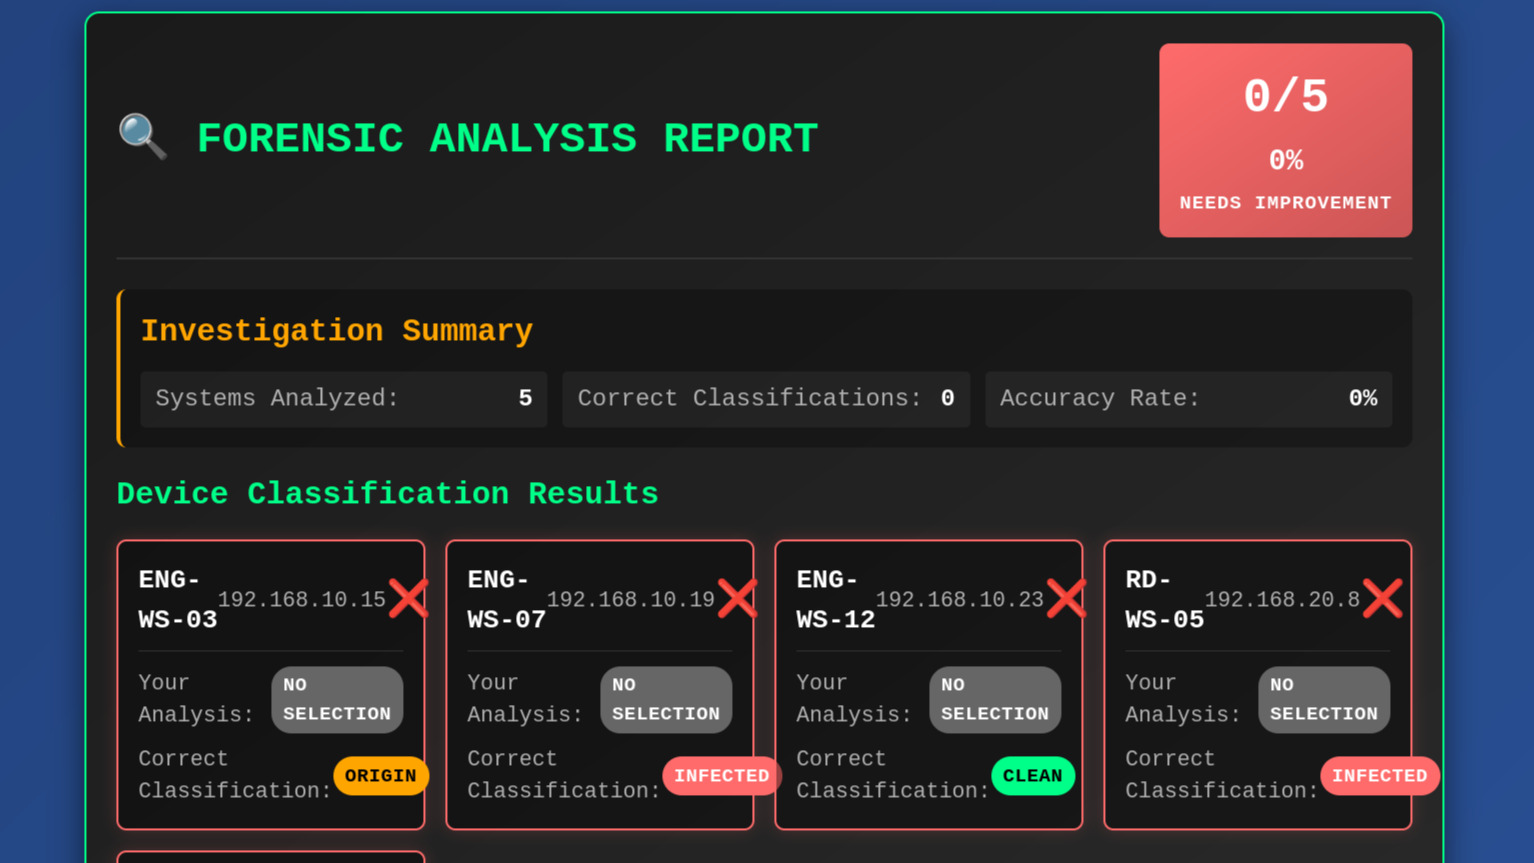 FORENSIC ANALYSIS REPORT
0/5
0%
NEEDS IMPROVEMENT
Investigation Summary
Systems Analyzed: 5
Correct Classifications: 0
Accuracy Rate: 0%
Device Classification Results
ENG-
WS-03
192.168.10.15
Your
Analysis:
NO
SELECTION
Correct
Classification:
ORIGIN
ENG-
WS-07
192.168.10.19
Your
Analysis:
NO
SELECTION
Correct
Classification:
INFECTED
ENG-
WS-12
192.168.10.23
Your
Analysis:
NO
SELECTION
Correct
Classification:
CLEAN
RD-
WS-05
192.168.20.8
Your
Analysis:
NO
SELECTION
Correct
Classification:
INFECTED